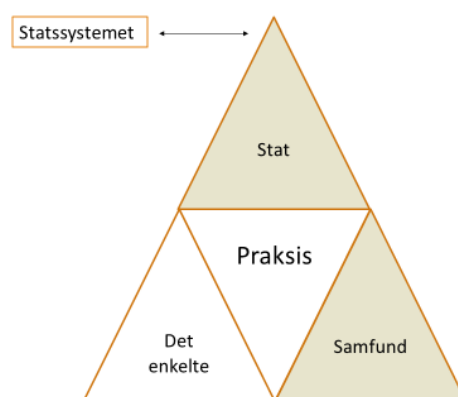 Statssystemet
Stat
Praksis
Det
enkelte
Samfund